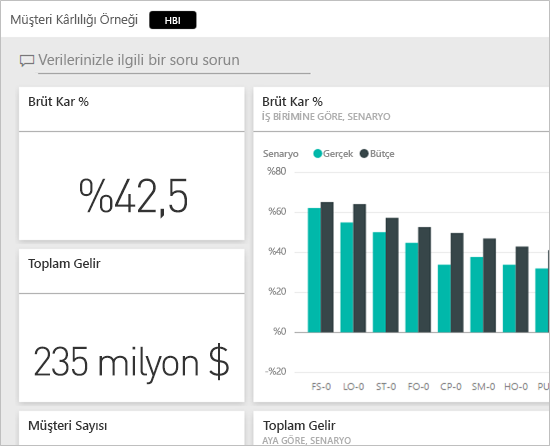 Müşteri Kârlılığı Örneği HBI
Verilerinizle ilgili bir soru sorun
Brüt Kar %
%42,5
Toplam Gelir
235 milyon $
Müşteri Sayısı
Brüt Kar %
İŞ BİRİMİNE GÖRE, SENARYO
Senaryo Gerçek Bütçe
%80
%60
%40
%20
%0
-%20
FS-0 LO-0 ST-0 FO-0 CP-0 SM-0 HO-0 PU
Toplam Gelir
AYA GÖRE, SENARYO